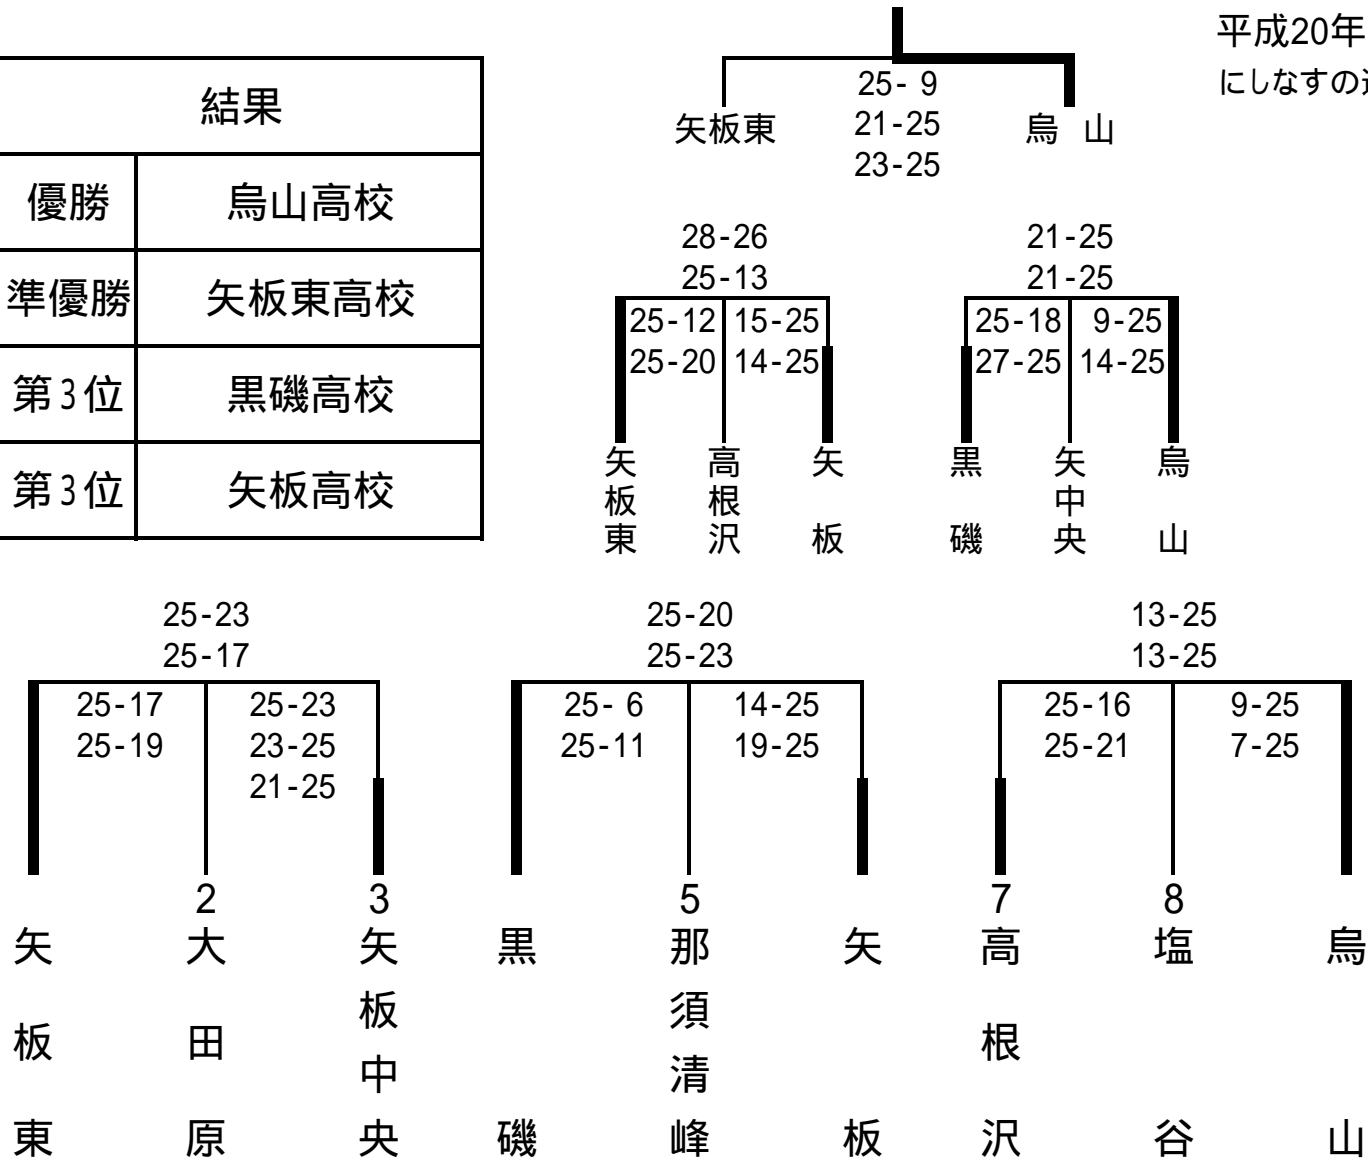 平成20年
にしなすの
結果
優勝 烏山高校
準優勝 矢板東高校
第3位 黒磯高校
第3位 矢板高校
25- 9
21-25
23-25
矢板東
烏 山
28-26
25-13
21-25
21-25
25-12 15-25
25-20 14-25
25-18 9-25
27-25 14-25
矢板東
高根沢
矢板
黒磯
矢中央
烏山
25-23
25-17
25-20
25-23
13-25
13-25
25-17
25-19
25-23
23-25
21-25
25- 6
25-11
14-25
19-25
25-16
25-21
9-25
7-25
2
3
5
7
8
矢板東
大田原
矢板中央
黒磯
那須清峰
矢板
高根沢
塩谷
烏山